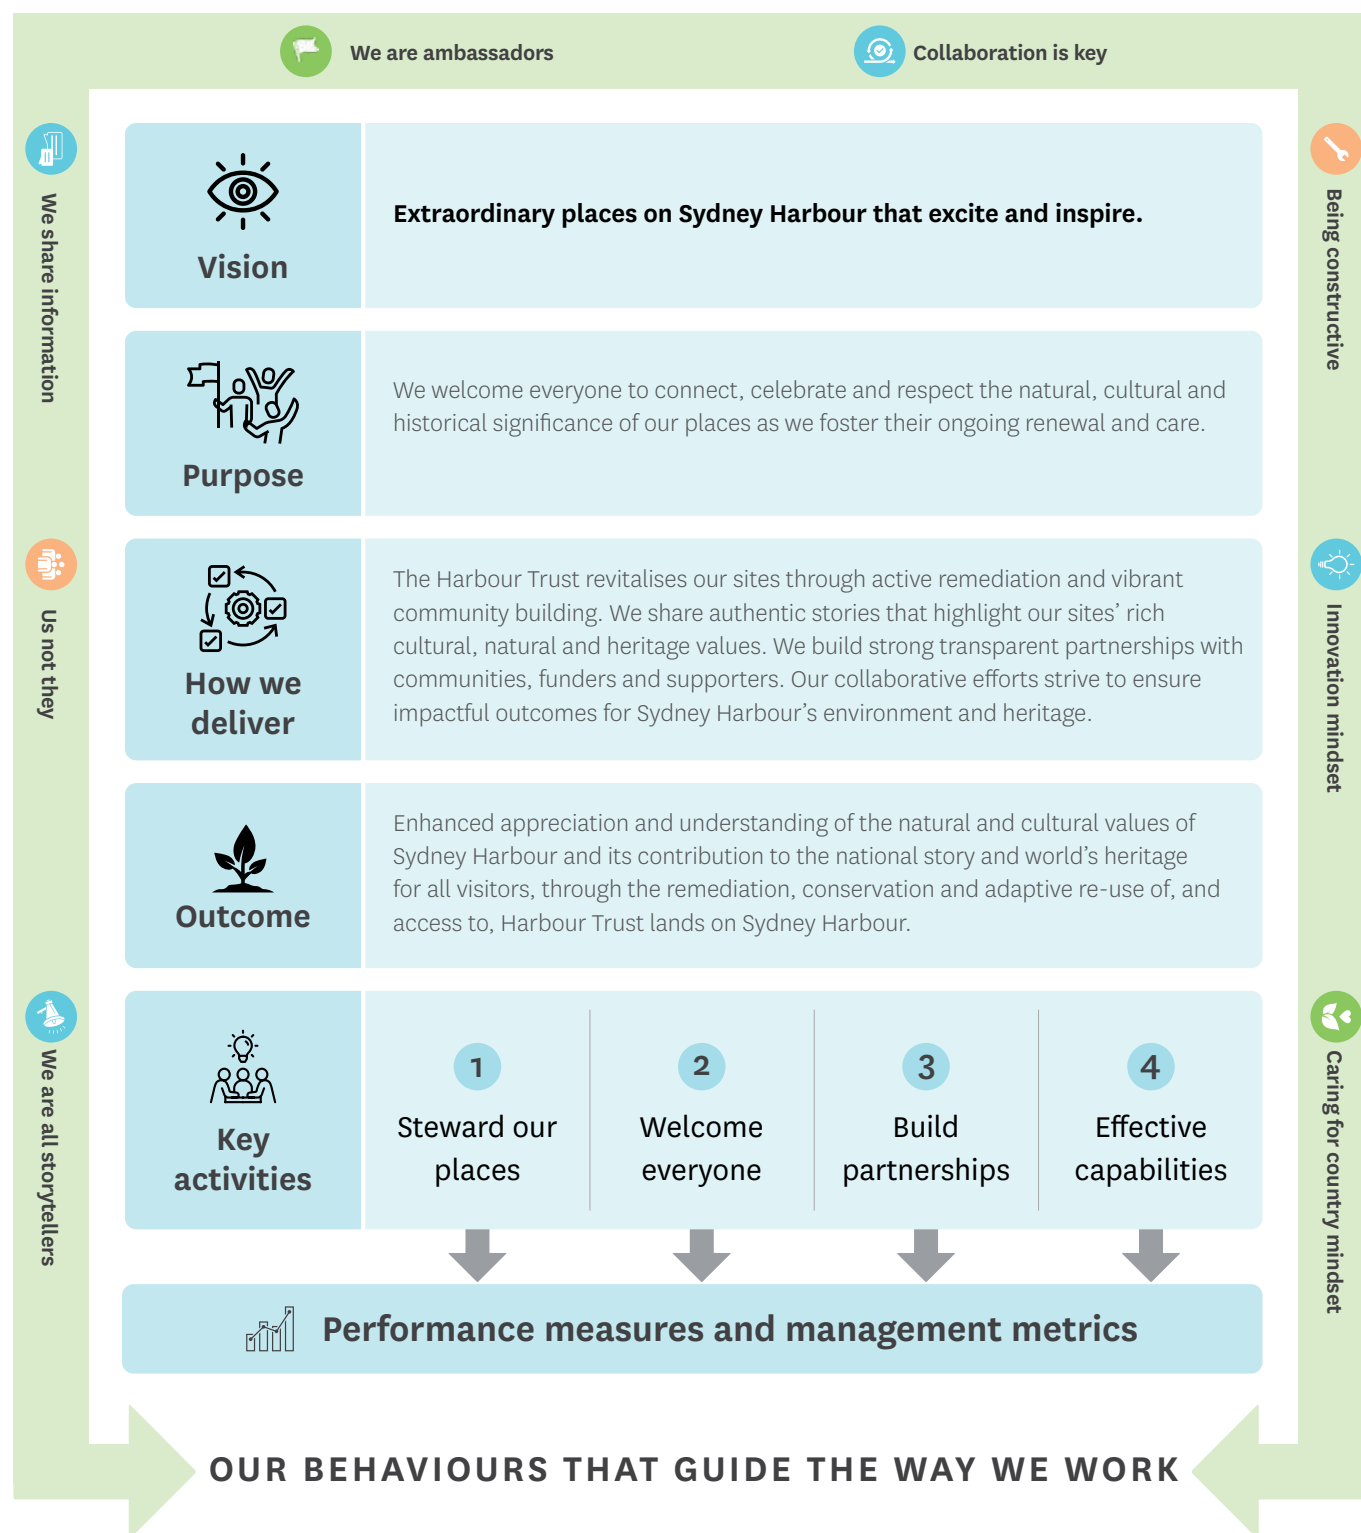 We are ambassadors
Collaboration is key
We share information
Us not they
We are all storytellers
Being constructive
Innovation mindset
Caring for country mindset
Vision
Extraordinary places on Sydney Harbour that excite and inspire.
Purpose
We welcome everyone to connect, celebrate and respect the natural, cultural and
historical significance of our places as we foster their ongoing renewal and care.
How we
deliver
The Harbour Trust revitalises our sites through active remediation and vibrant
community building. We share authentic stories that highlight our sites’ rich
cultural, natural and heritage values. We build strong transparent partnerships with
communities, funders and supporters. Our collaborative efforts strive to ensure
impactful outcomes for Sydney Harbour’s environment and heritage.
Outcome
Enhanced appreciation and understanding of the natural and cultural values of
Sydney Harbour and its contribution to the national story and world’s heritage
for all visitors, through the remediation, conservation and adaptive re-use of, and
access to, Harbour Trust lands on Sydney Harbour.
Key
activities
1
Steward our
places
2
Welcome
everyone
3
Build
partnerships
4
Effective
capabilities
Performance measures and management metrics
OUR BEHAVIOURS THAT GUIDE THE WAY WE WORK